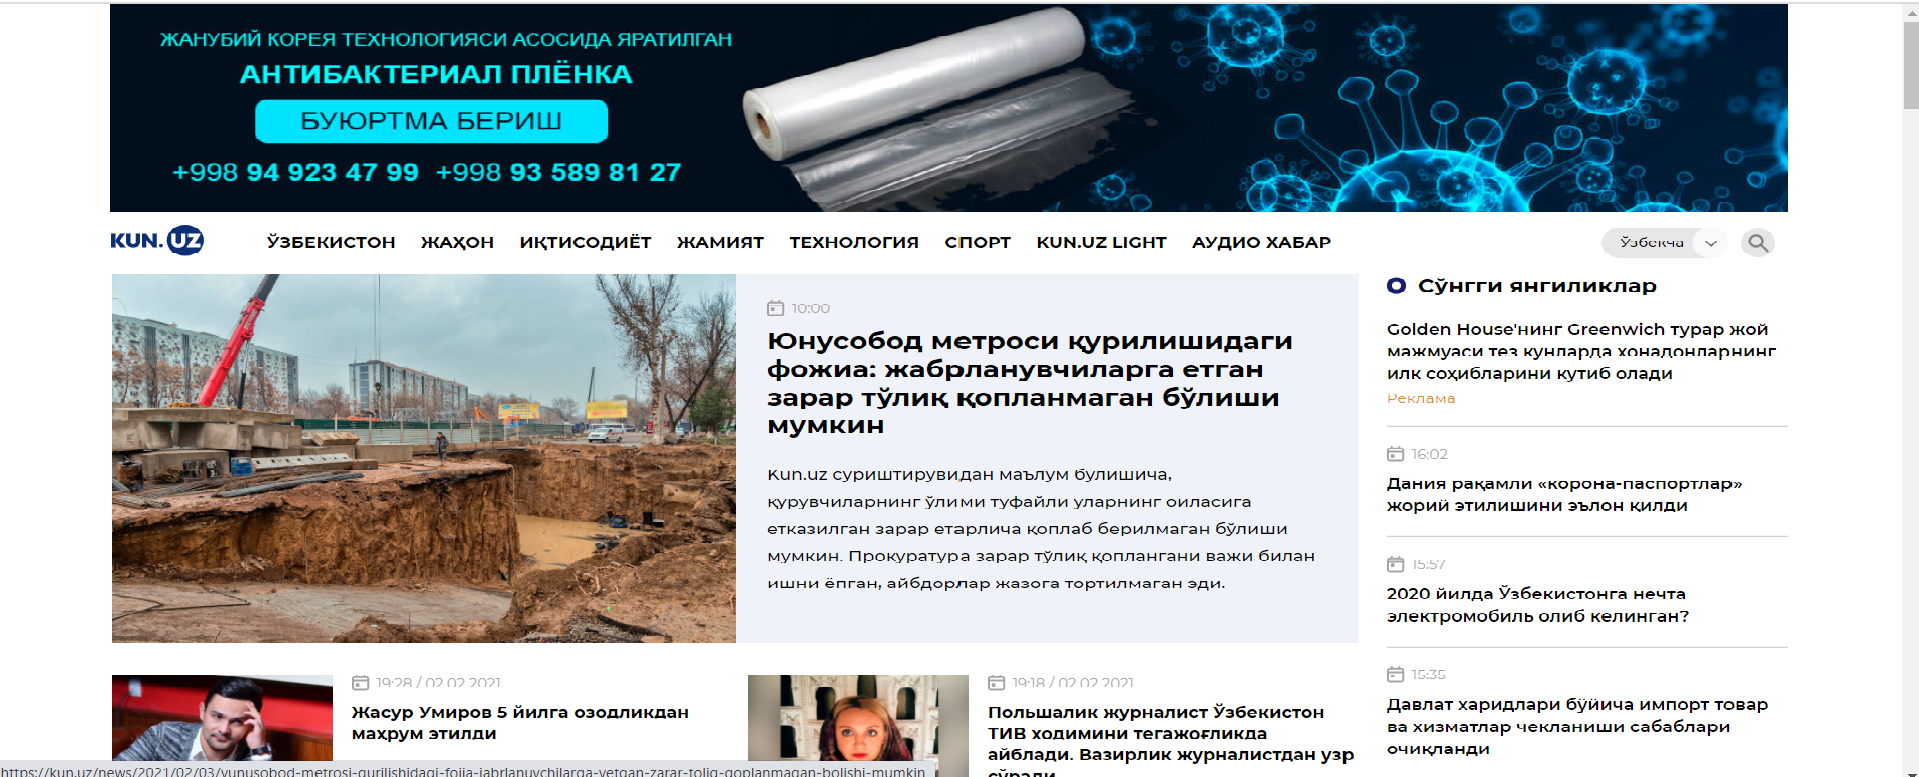 ЖАНУБИЙ КОРЕЯ ТЕХНОЛОГИЯСИ АСОСИДА ЯРАТИЛГАН
АНТИБАКТЕРИАЛ ПЛЁНКА
БУЮРТМА БЕРИШ
+998 94 923 47 99 +998 93 589 81 27
KUN.UZ
ЎЗБЕКИСТОН ЖАҲОН ИҚТИСОДИЁТ ЖАМИЯТ ТЕХНОЛОГИЯ СПОРТ KUN.UZ LIGHT АУДИО ХАБАР
Ўзбекча
10:00
Юнусобод метроси қурилишидаги
фожиа: жабрланувчиларга етган
зарар тўлиқ қопланмаган бўлиши
мумкин
Kun.uz суриштирувидан маълум булишича,
қурувчиларнинг ўлими туфайли уларнинг оиласига
етказилган зарар етарлича қоплаб берилмаган бўлиши
мумкин. Прокуратура зарар тўлиқ қоплангани важи билан
ишни ёпган, айбдорлар жазога тортилмаган эди.
Сўнгги янгиликлар
Golden House'нинг Greenwich турар жой
мажмуаси тез кунларда хонадонларнинг
илк соҳибларини кутиб олади
Реклама
16:02
Дания рақамли «корона-паспортлар»
жорий этилишини эълон қилди
15:57
2020 йилда Ўзбекистонга нечта
электромобиль олиб келинган?
15:35
Давлат харидлари бўйича импорт товар
ва хизматлар чекланиши сабаблари
очиқланди
19:28 / 02.02.2021
Жасур Умиров 5 йилга озодликдан
маҳрум этилди
19:18 / 02.02.2021
Польшалик журналист Ўзбекистон
ТИВ ходимини тегажоғликда
айблади. Вазирлик журналистдан узр
сўради
https://kun.uz/news/2021/02/03/yunusobod-metrosi-qurilishidagi-fojia-jabrlanuvchilarga-yetgan-zarar-toliq-qoplanmagan-bolishi-mumkin